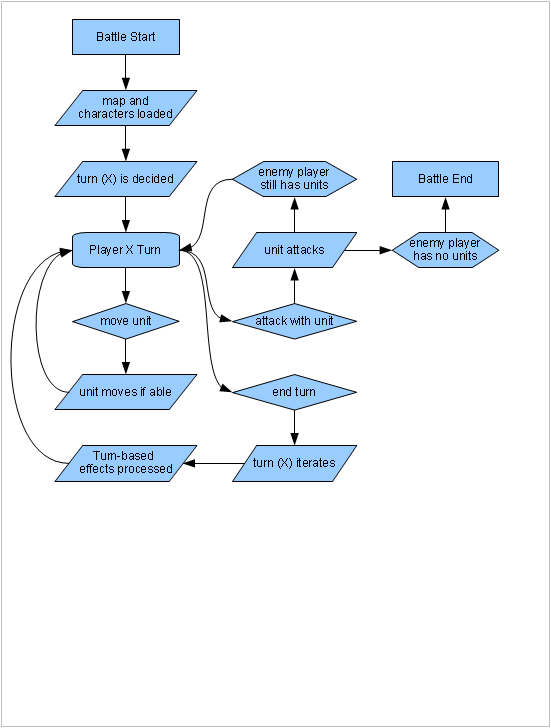 Battle Start
map and
characters loaded
turn (X) is decided
enemy player
still has units
Battle End
Player X Turn
unit attacks
enemy player
has no units
move unit
attack with unit
unit moves if able
end turn
Turn-based
effects processed
turn (X) iterates